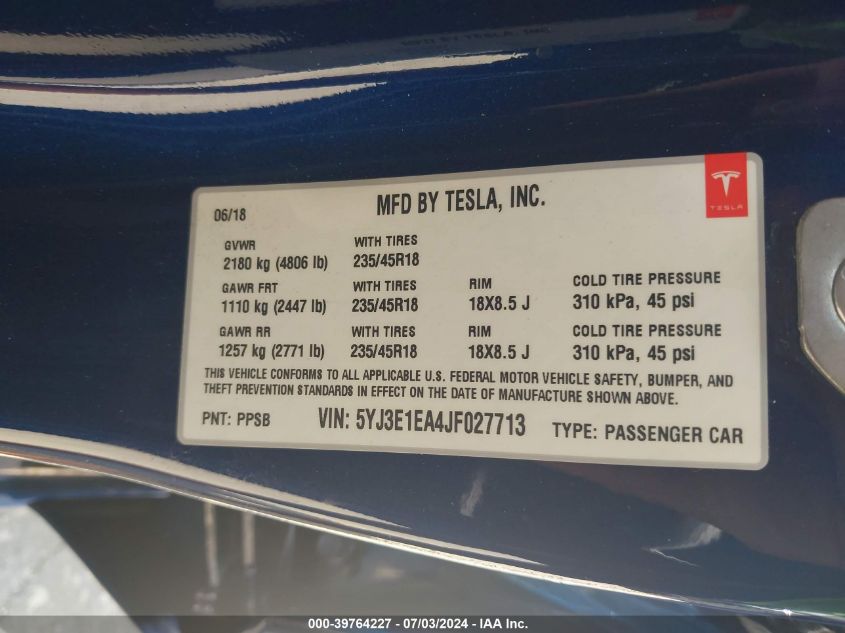 MFD BY TESLA, INC.
06/18
MFD BY TESLA, INC.
TESLA
GVWR WITH TIRES
2180 kg (4806 lb) 235/45R18
GAWR FRT WITH TIRES RIM COLD TIRE PRESSURE
1110 kg (2447 lb) 235/45R18 18X8.5 J 310 kPa, 45 psi
GAWR RR WITH TIRES RIM COLD TIRE PRESSURE
1257 kg (2771 lb) 235/45R18 18X8.5 J 310 kPa, 45 psi
THIS VEHICLE CONFORMS TO ALL APPLICABLE U.S. FEDERAL MOTOR VEHICLE SAFETY, BUMPER, AND
THEFT PREVENTION STANDARDS IN EFFECT ON THE DATE OF MANUFACTURE SHOWN ABOVE.
PNT: PPSB VIN: 5YJ3E1EA4JF027713 TYPE: PASSENGER CAR
000-39764227 - 07/03/2024 - IAA Inc.